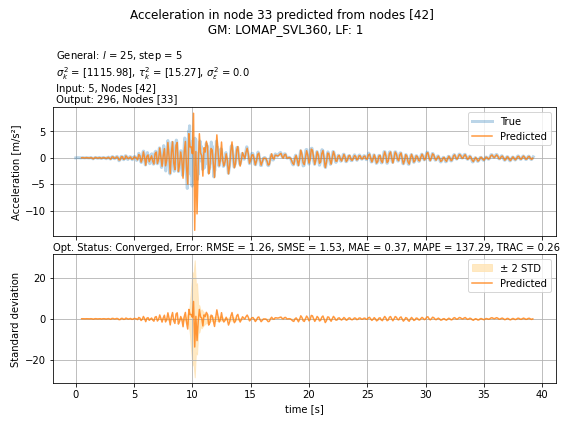 Acceleration in node 33 predicted from nodes [42]
GM: LOMAP_SVL360, LF: 1
General: l = 25, step = 5
σ²ₖ = [1115.98], τ²ₖ = [15.27], σ²ε = 0.0
Input: 5, Nodes [42]
Output: 296, Nodes [33]
Acceleration [m/s²]
5
0
−5
−10
True
Predicted
Opt. Status: Converged, Error: RMSE = 1.26, SMSE = 1.53, MAE = 0.37, MAPE = 137.29, TRAC = 0.26
Standard deviation
20
0
−20
± 2 STD
Predicted
0 5 10 15 20 25 30 35 40
time [s]